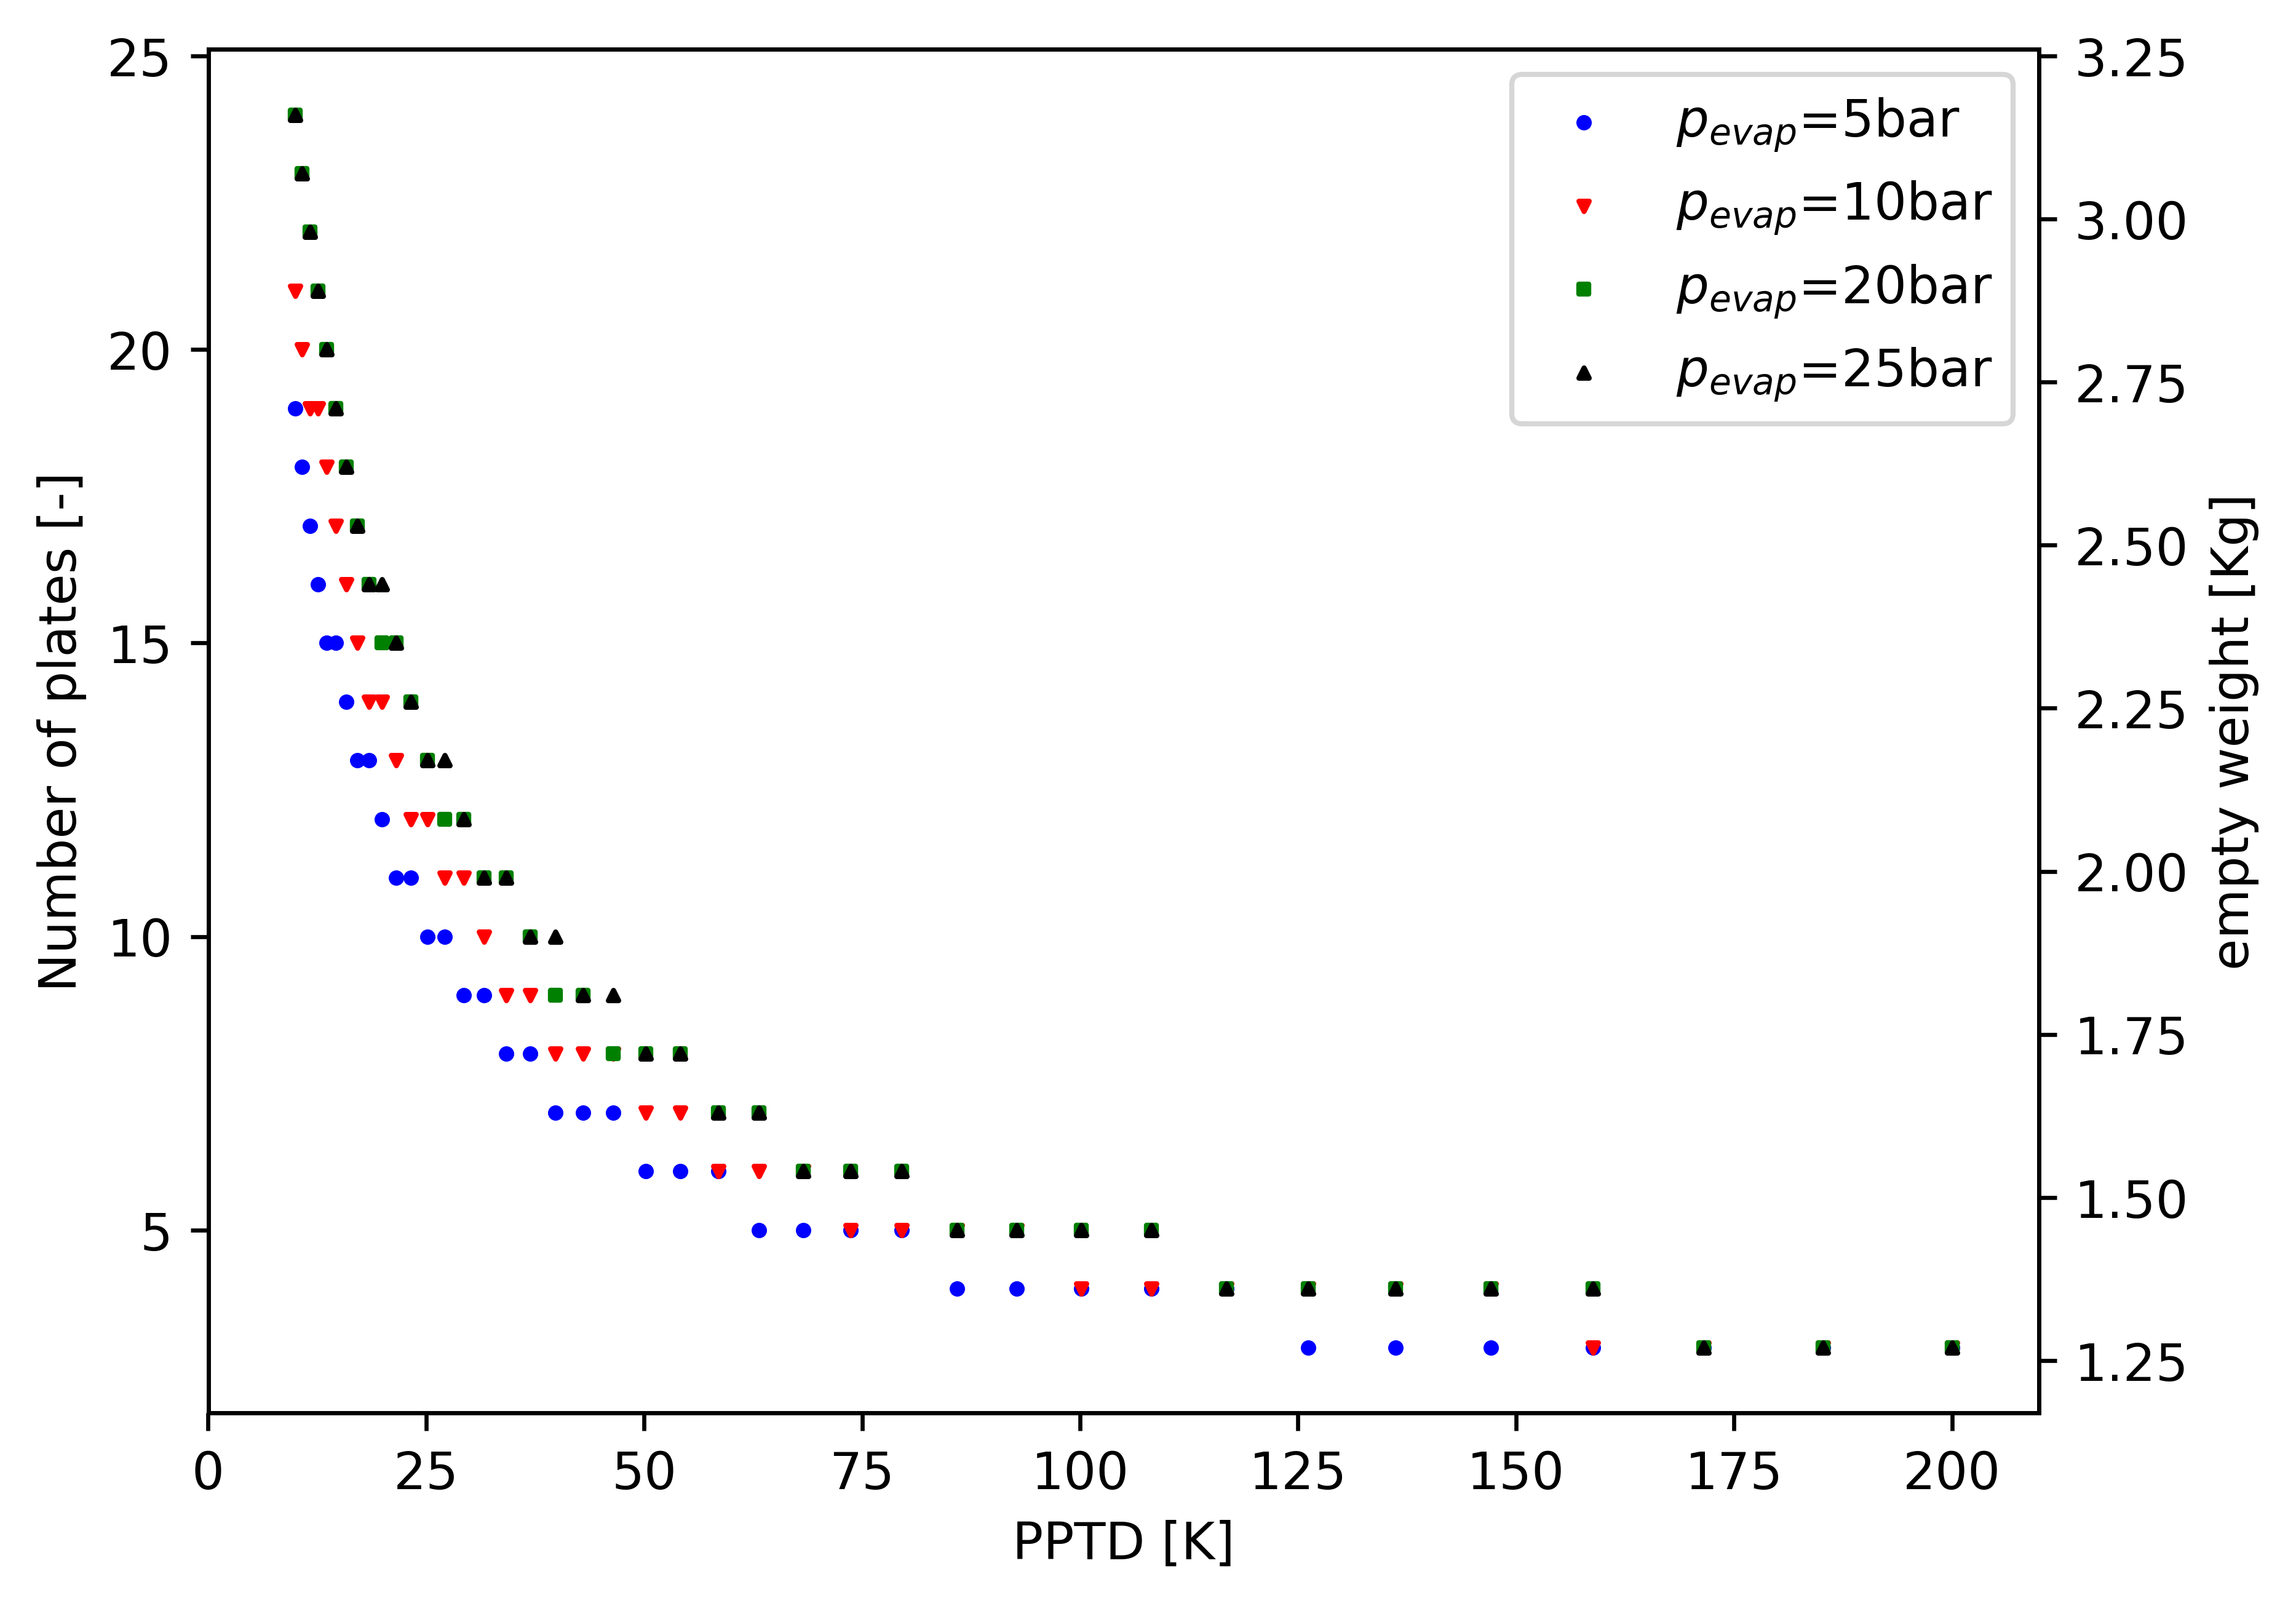 25
20
15
10
5
Number of plates [-]
3.25
3.00
2.75
2.50
2.25
2.00
1.75
1.50
1.25
empty weight [Kg]
p_evap=5bar
p_evap=10bar
p_evap=20bar
p_evap=25bar
0 25 50 75 100 125 150 175 200
PPTD [K]